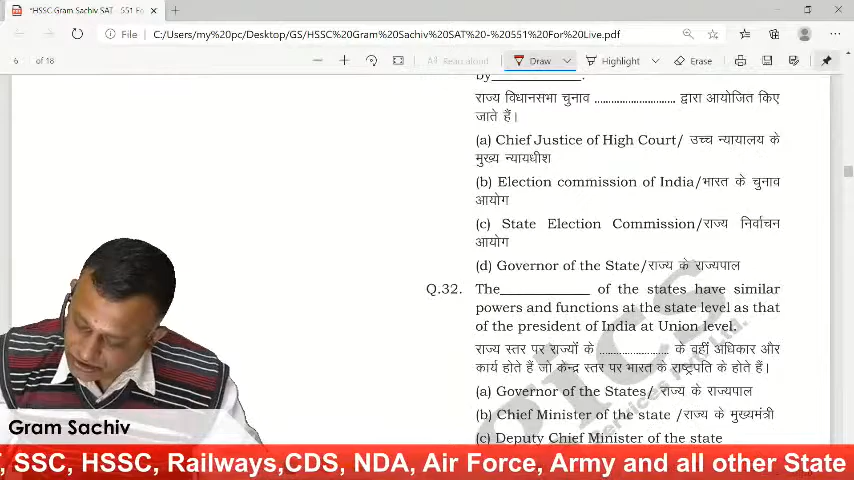 *HSSC Gram Sachiv SAT - 551 Fo
File
C:/Users/my%20pc/Desktop/GS/HSSC%20Gram%20Sachiv%20SAT%20-%20551%20For%20Live.pdf
6 of 18
Read aloud
Draw
Highlight
Erase
by_____________.
राज्य विधानसभा चुनाव ........................... द्वारा आयोजित किए
जाते हैं।
(a) Chief Justice of High Court/ उच्च न्यायालय के
मुख्य न्यायधीश
(b) Election commission of India/भारत के चुनाव
आयोग
(c) State Election Commission/राज्य निर्वाचन
आयोग
(d) Governor of the State/राज्य के राज्यपाल
Q.32. The_____________ of the states have similar
powers and functions at the state level as that
of the president of India at Union level.
राज्य स्तर पर राज्यों के ....................... के वहीं अधिकार और
कार्य होते हैं जो केन्द्र स्तर पर भारत के राष्ट्रपति के होते हैं।
(a) Governor of the States/ राज्य के राज्यपाल
(b) Chief Minister of the state /राज्य के मुख्यमंत्री
(c) Deputy Chief Minister of the state
Gram Sachiv
, SSC, HSSC, Railways,CDS, NDA, Air Force, Army and all other State